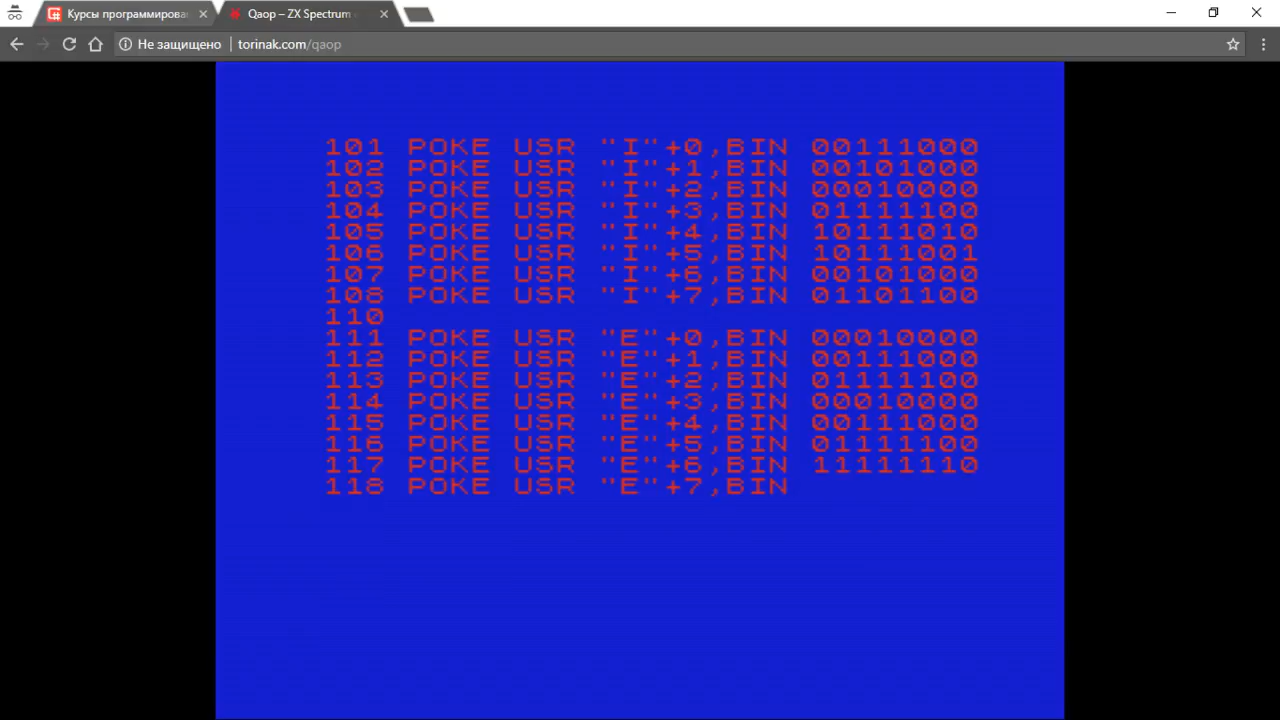 Курсы программирова
Qaop – ZX Spectrum
Не защищено
torinak.com/qaop
101 POKE USR "I"+0,BIN 00111000
102 POKE USR "I"+1,BIN 00101000
103 POKE USR "I"+2,BIN 00010000
104 POKE USR "I"+3,BIN 01111100
105 POKE USR "I"+4,BIN 10111010
106 POKE USR "I"+5,BIN 10111001
107 POKE USR "I"+6,BIN 00101000
108 POKE USR "I"+7,BIN 01101100
110
111 POKE USR "E"+0,BIN 00010000
112 POKE USR "E"+1,BIN 00111000
113 POKE USR "E"+2,BIN 01111100
114 POKE USR "E"+3,BIN 00010000
115 POKE USR "E"+4,BIN 00111000
116 POKE USR "E"+5,BIN 01111100
117 POKE USR "E"+6,BIN 11111110
118 POKE USR "E"+7,BIN